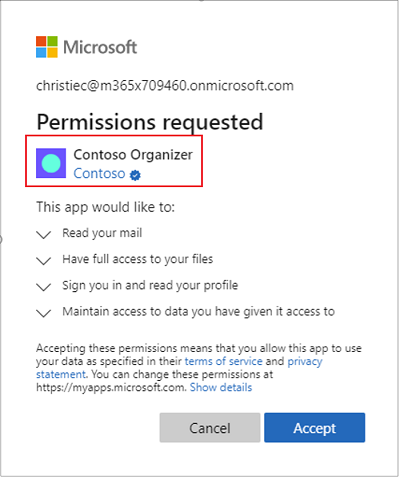 Microsoft
christiec@m365x709460.onmicrosoft.com
Permissions requested
Contoso Organizer
Contoso
This app would like to:
Read your mail
Have full access to your files
Sign you in and read your profile
Maintain access to data you have given it access to
Accepting these permissions means that you allow this app to use
your data as specified in their terms of service and privacy
statement. You can change these permissions at
https://myapps.microsoft.com. Show details
Cancel
Accept